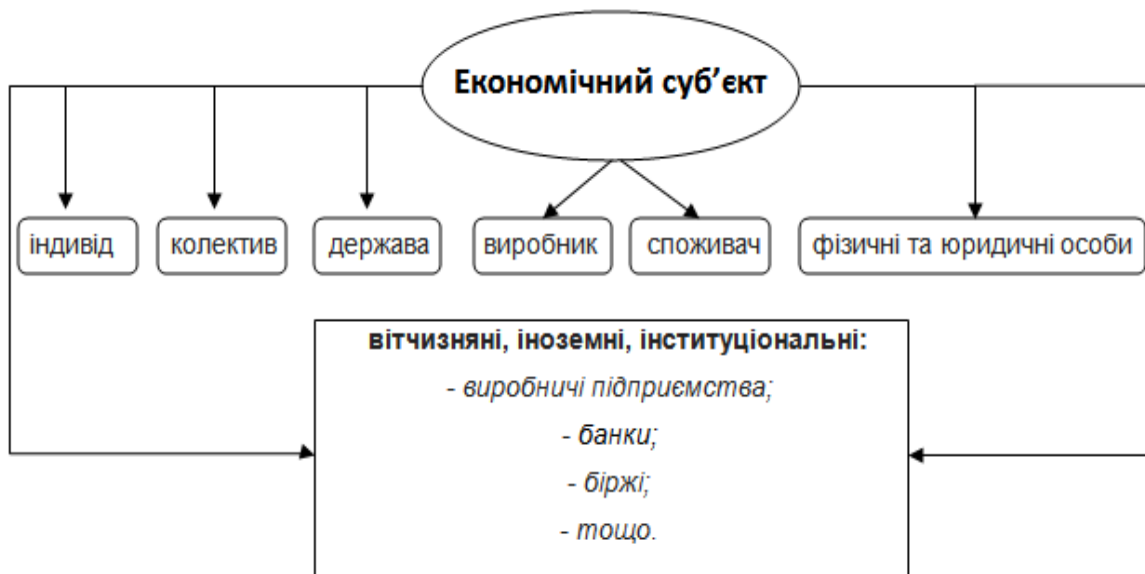 Економічний суб’єкт
індивід
колектив
держава
виробник
споживач
фізичні та юридичні особи
вітчизняні, іноземні, інституціональні:
- виробничі підприємства;
- банки;
- біржі;
- тощо.